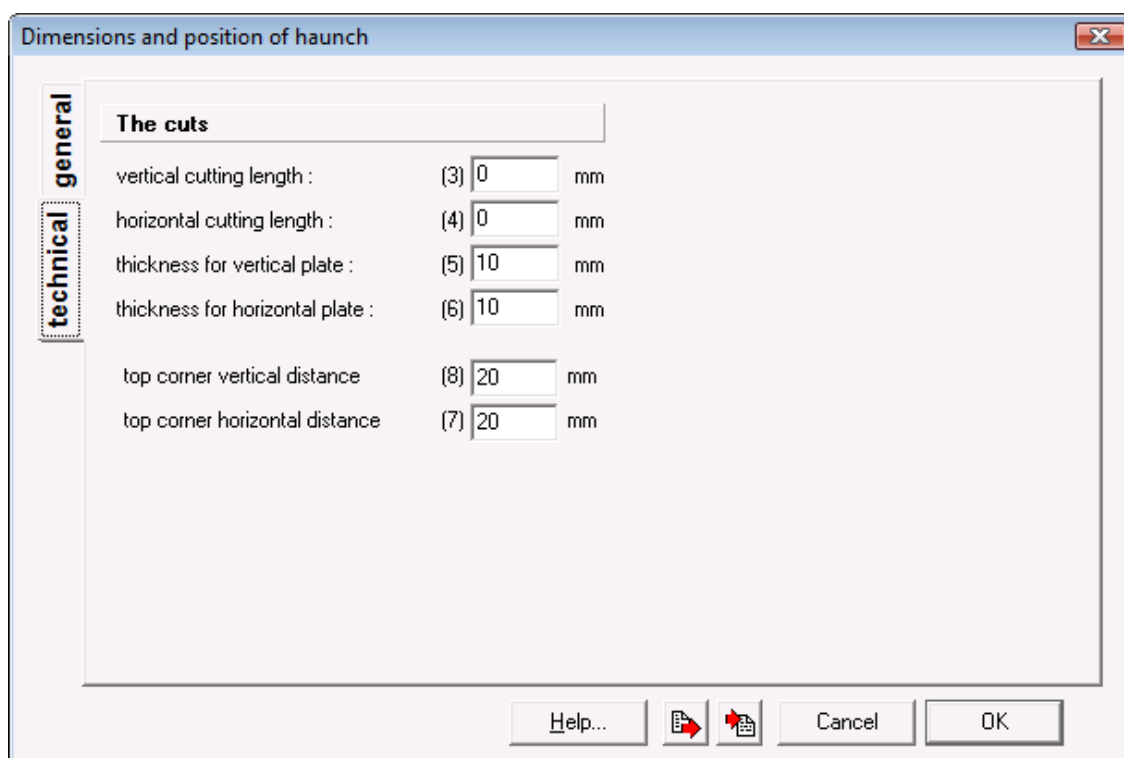 Dimensions and position of haunch
general
technical
The cuts
vertical cutting length : (3) 0 mm
horizontal cutting length : (4) 0 mm
thickness for vertical plate : (5) 10 mm
thickness for horizontal plate : (6) 10 mm
top corner vertical distance (8) 20 mm
top corner horizontal distance (7) 20 mm
Help... Cancel OK